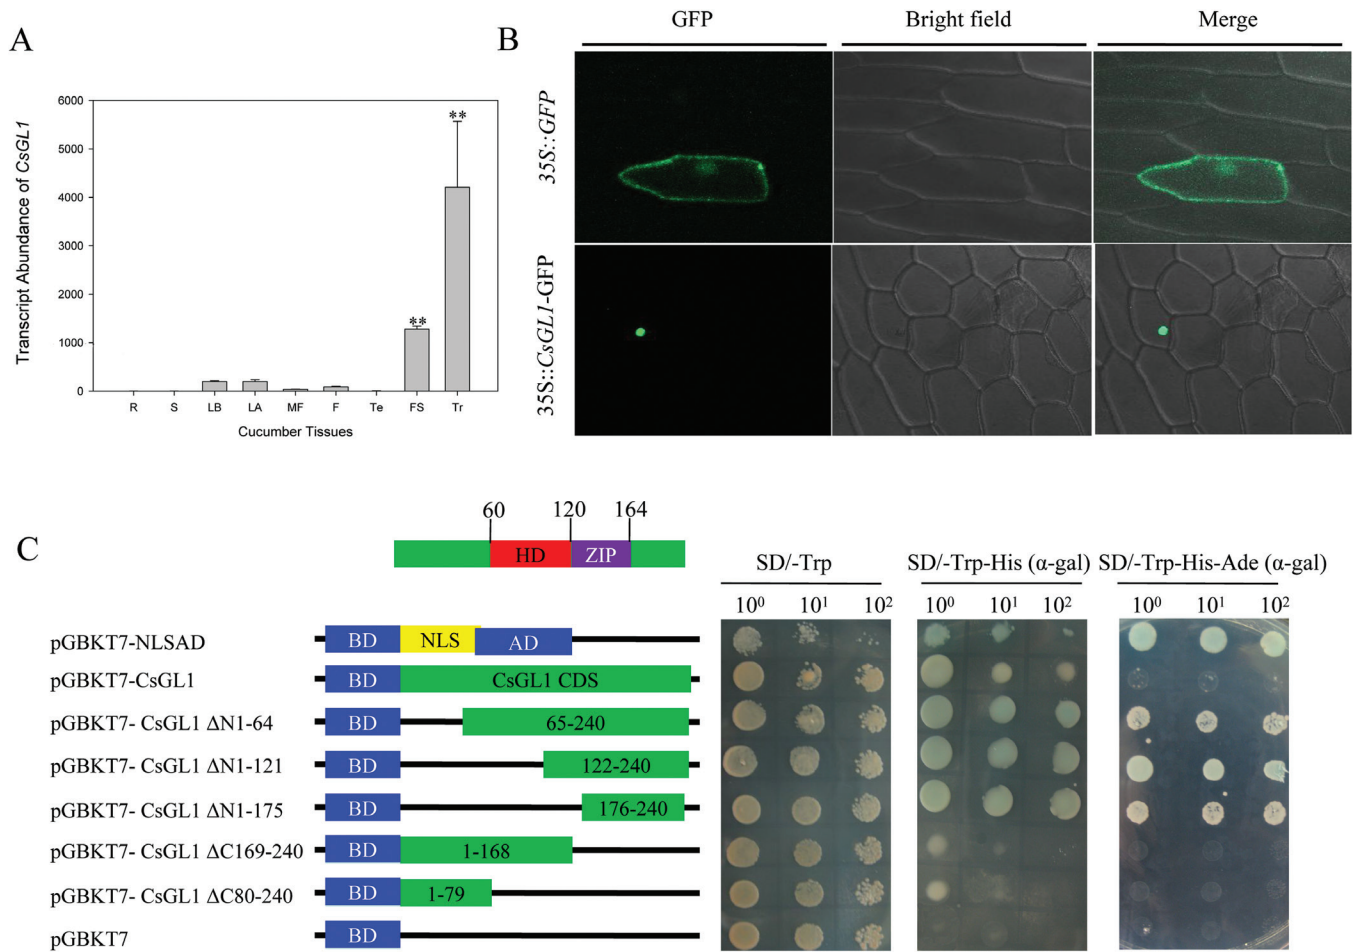 A
Transcript Abundance of CsGL1
6000
5000
4000
3000
2000
1000
0
**
**
R S LB LA MF F Te FS Tr
Cucumber Tissues
B
GFP Bright field Merge
35S::GFP
35S::CsGL1-GFP
C
60 120 164
HD ZIP
SD/-Trp SD/-Trp-His (α-gal) SD/-Trp-His-Ade (α-gal)
10⁰ 10¹ 10² 10⁰ 10¹ 10² 10⁰ 10¹ 10²
pGBKT7-NLSAD BD NLS AD
pGBKT7-CsGL1 BD CsGL1 CDS
pGBKT7- CsGL1 ΔN1-64 BD 65-240
pGBKT7- CsGL1 ΔN1-121 BD 122-240
pGBKT7- CsGL1 ΔN1-175 BD 176-240
pGBKT7- CsGL1 ΔC169-240 BD 1-168
pGBKT7- CsGL1 ΔC80-240 BD 1-79
pGBKT7 BD